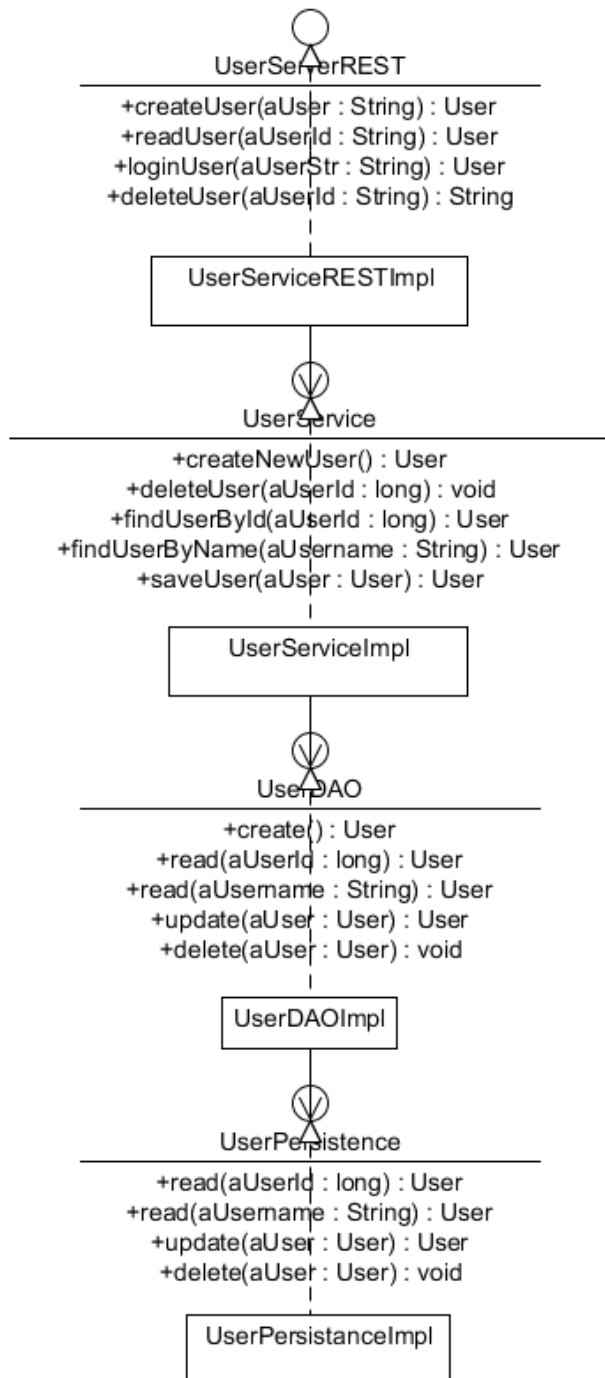 UserServerREST
+createUser(aUser : String) : User
+readUser(aUserId : String) : User
+loginUser(aUserStr : String) : User
+deleteUser(aUserId : String) : String
UserServiceRESTImpl
UserService
+createNewUser() : User
+deleteUser(aUserId : long) : void
+findUserById(aUserId : long) : User
+findUserByName(aUsername : String) : User
+saveUser(aUser : User) : User
UserServiceImpl
UserDAO
+create() : User
+read(aUserId : long) : User
+read(aUsername : String) : User
+update(aUser : User) : User
+delete(aUser : User) : void
UserDAOImpl
UserPersistence
+read(aUserId : long) : User
+read(aUsername : String) : User
+update(aUser : User) : User
+delete(aUser : User) : void
UserPersistanceImpl